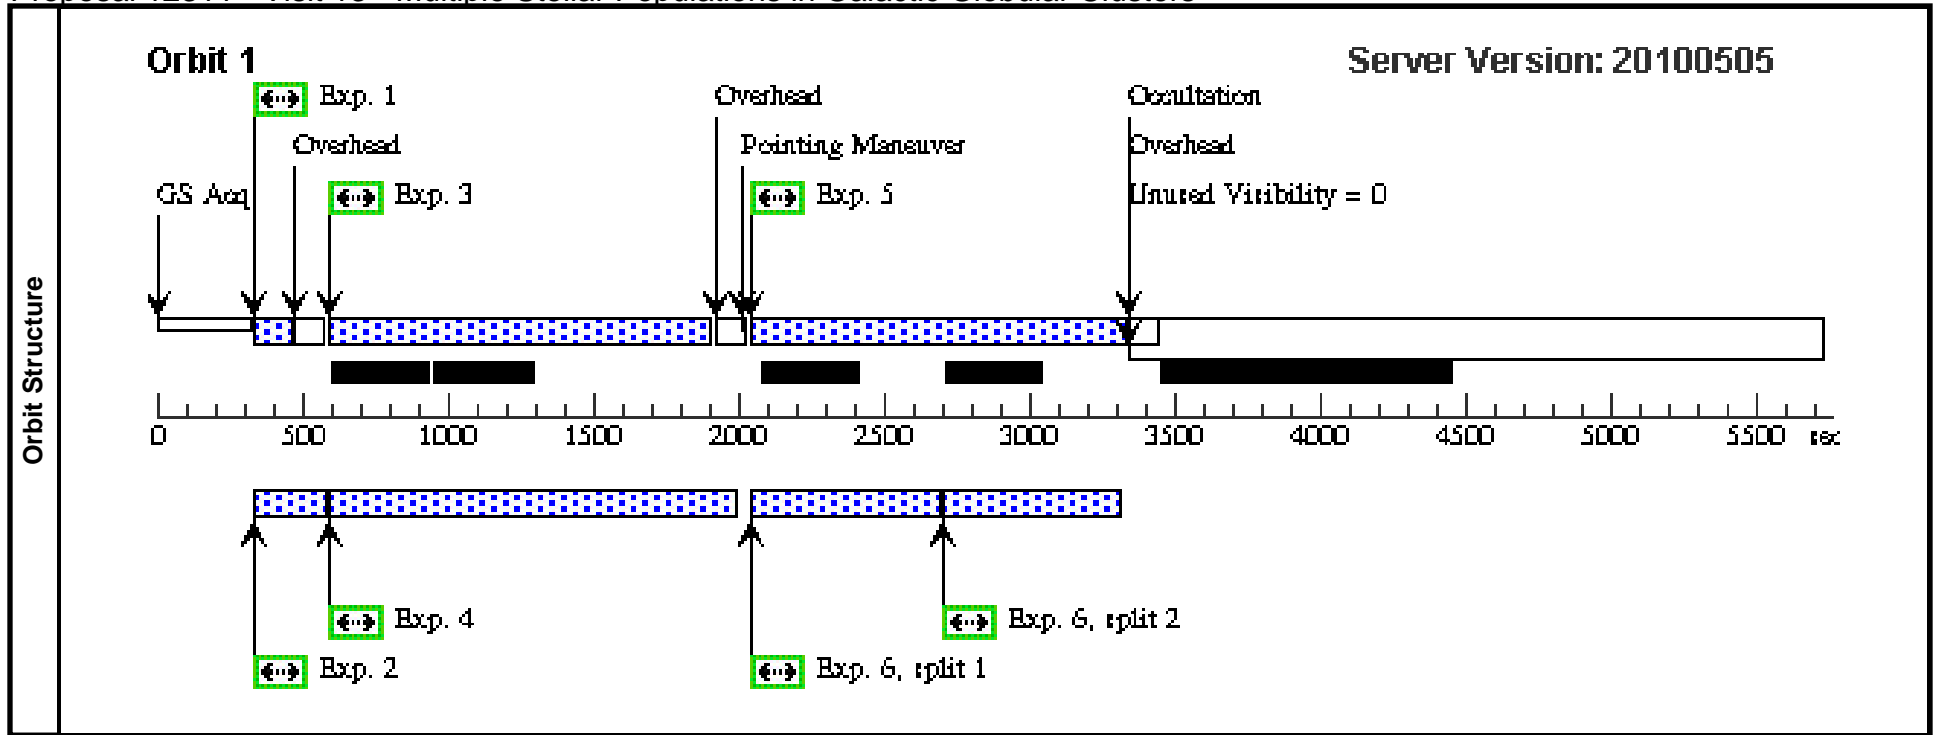 Orbit 1
Server Version: 20100505
Exp. 1
Overhead
Occultation
Overhead
Pointing Maneuver
Overhead
GS Acq
Exp. 3
Exp. 5
Unused Visibility = 0
Orbit Structure
0 500 1000 1500 2000 2500 3000 3500 4000 4500 5000 5500 sec
Exp. 4
Exp. 6, split 2
Exp. 2
Exp. 6, split 1